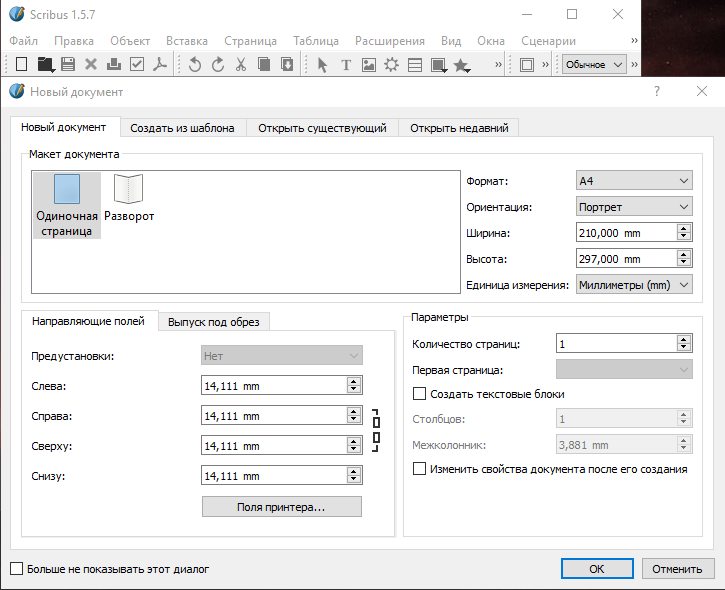 Scribus 1.5.7
Файл Правка Объект Вставка Страница Таблица Расширения Вид Окна Сценарии »
T » » Обычное »
Новый документ ?
Новый документ Создать из шаблона Открыть существующий Открыть недавний
Макет документа
Одиночная
страница
Разворот
Формат: A4
Ориентация: Портрет
Ширина: 210,000 mm
Высота: 297,000 mm
Единица измерения: Миллиметры (mm)
Направляющие полей Выпуск под обрез
Предустановки: Нет
Слева: 14,111 mm
Справа: 14,111 mm
Сверху: 14,111 mm
Снизу: 14,111 mm
Поля принтера...
Параметры
Количество страниц: 1
Первая страница:
Создать текстовые блоки
Столбцов: 1
Межколонник: 3,881 mm
Изменить свойства документа после его создания
Больше не показывать этот диалог
OK Отменить